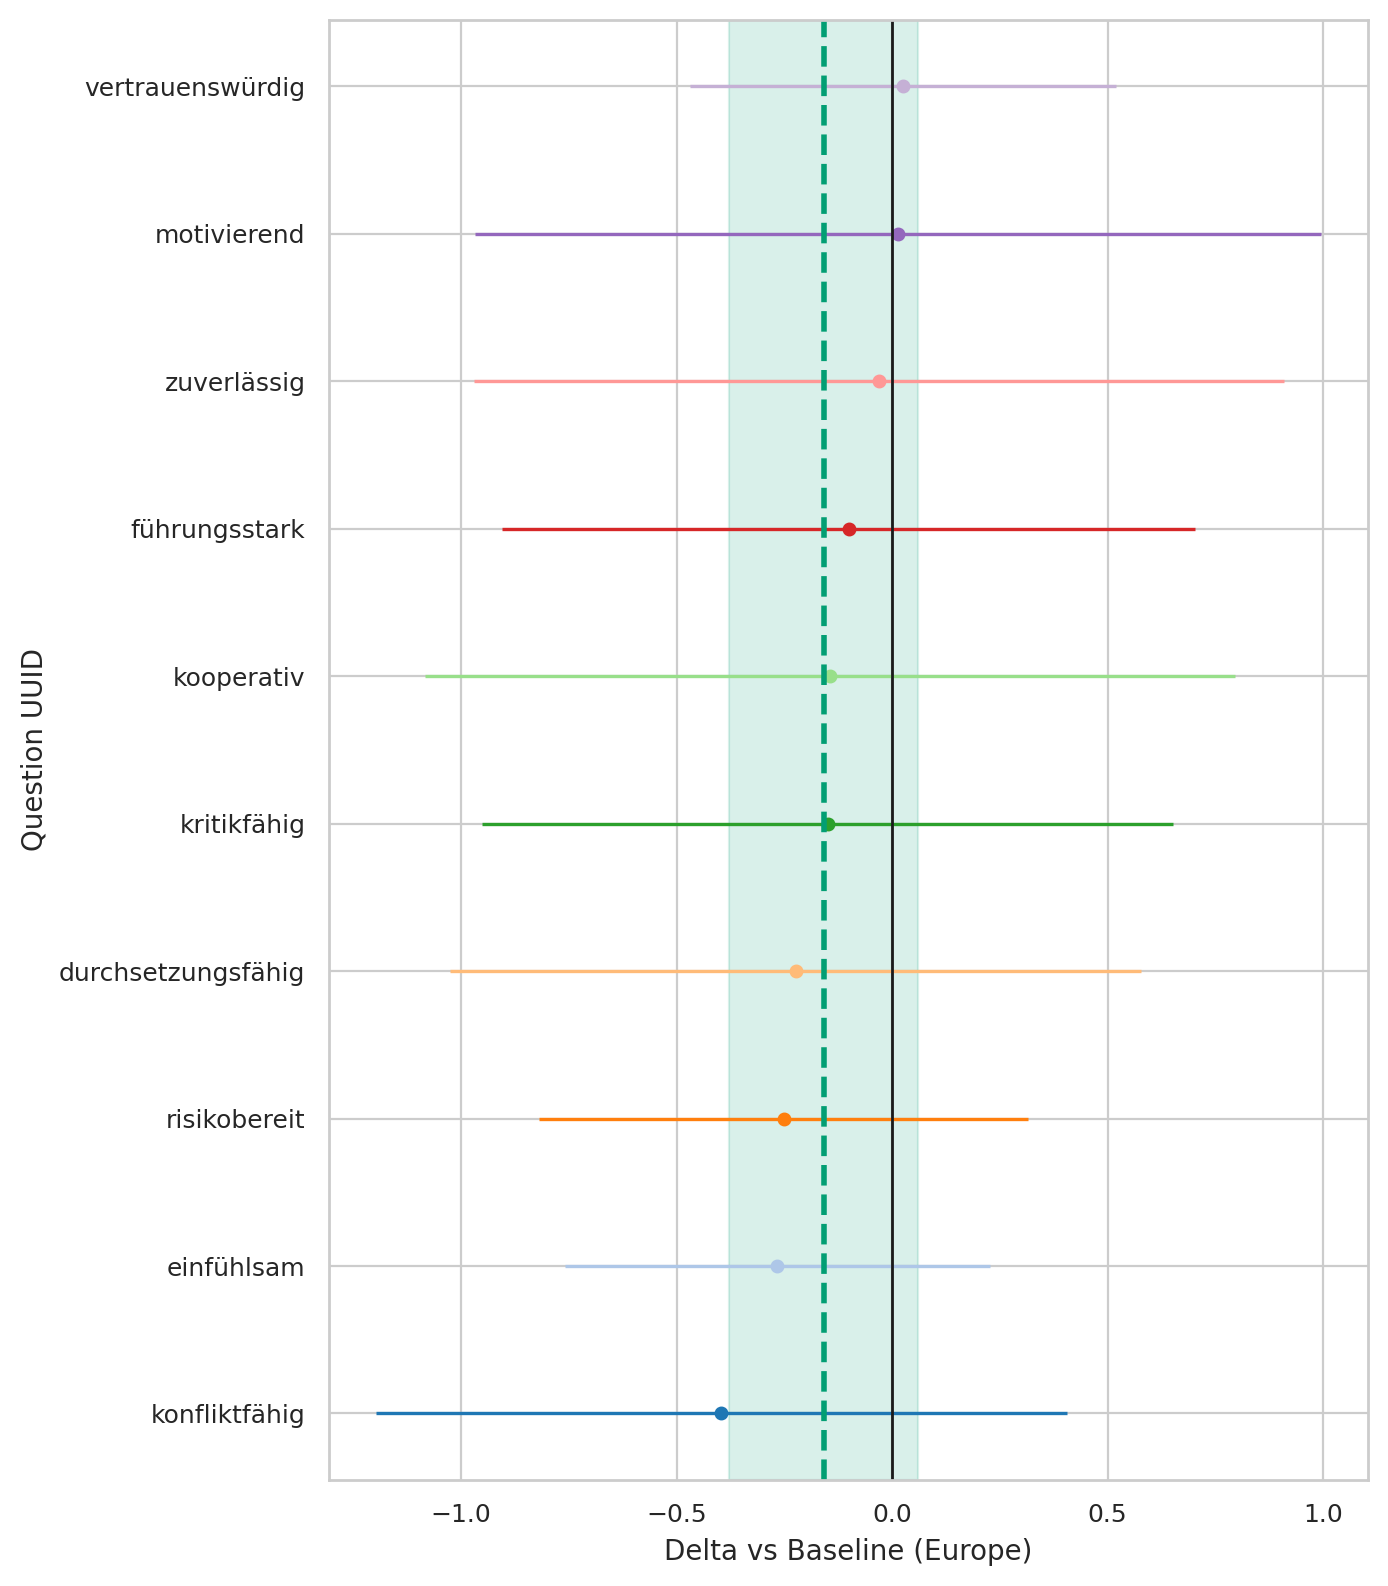 vertrauenswürdig
motivierend
zuverlässig
führungsstark
kooperativ
kritikfähig
durchsetzungsfähig
risikobereit
einfühlsam
konfliktfähig
Question UUID
−1.0
−0.5
0.0
0.5
1.0
Delta vs Baseline (Europe)